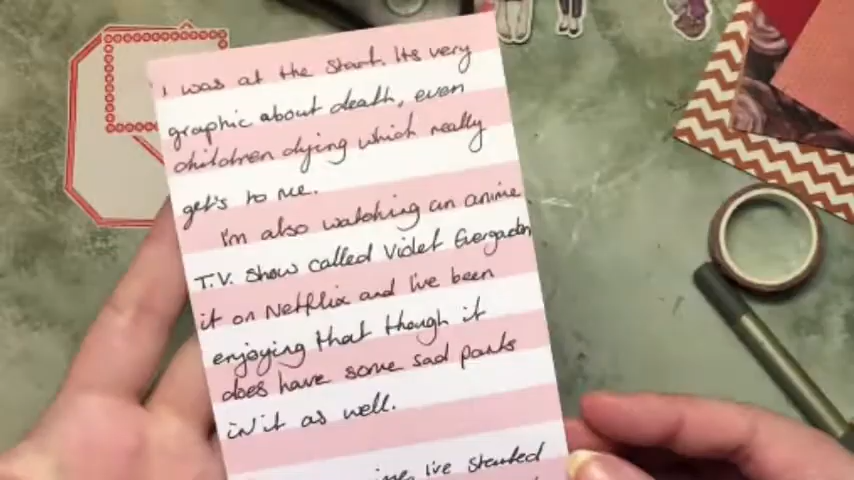 I was at the start. Its very
graphic about death, even
children dying which really
get's to me.
I'm also watching an anime
T.V. show called Violet Evergarden
it on Netflix and I've been
enjoying that though it
does have some sad parts
in it as well.
I've started